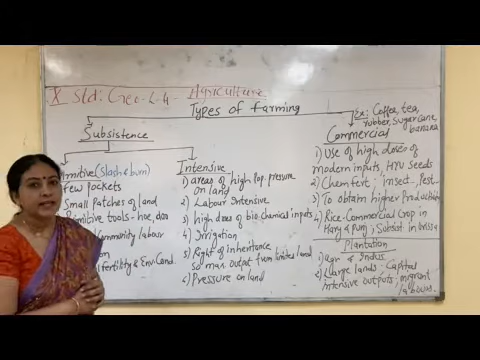 X Std: Geo-L-4- Agriculture
Types of farming
Ex: Coffee, tea,
rubber, sugarcane,
banana
Subsistence
Commercial
Primitive (slash & burn)
few pockets
Small patches of land
Primitive tools - hoe, dao
Community labour
fertility & Env Cond.
Intensive
1) areas of high pop pressure
on land
2) Labour Intensive
3) high dose of biochemical inputs
4) Irrigation
5) Right of inheritance
so max output from limited land
6) Pressure on land
1) Use of high doses of
modern inputs, HYV Seeds
2) Chem fert; insect, Pest
3) To obtain higher Production
4) Rice - Commercial Crop in
Hary & Punj; Subsist in Orissa
Plantation
1) agri & Indus
2) Large lands, Capital
intensive outputs, migrant
labours